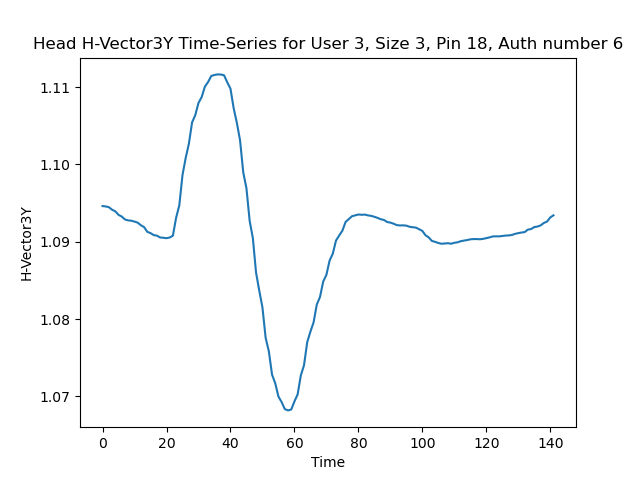 Head H-Vector3Y Time-Series for User 3, Size 3, Pin 18, Auth number 6
1.11
1.10
1.09
1.08
1.07
H-Vector3Y
0 20 40 60 80 100 120 140
Time